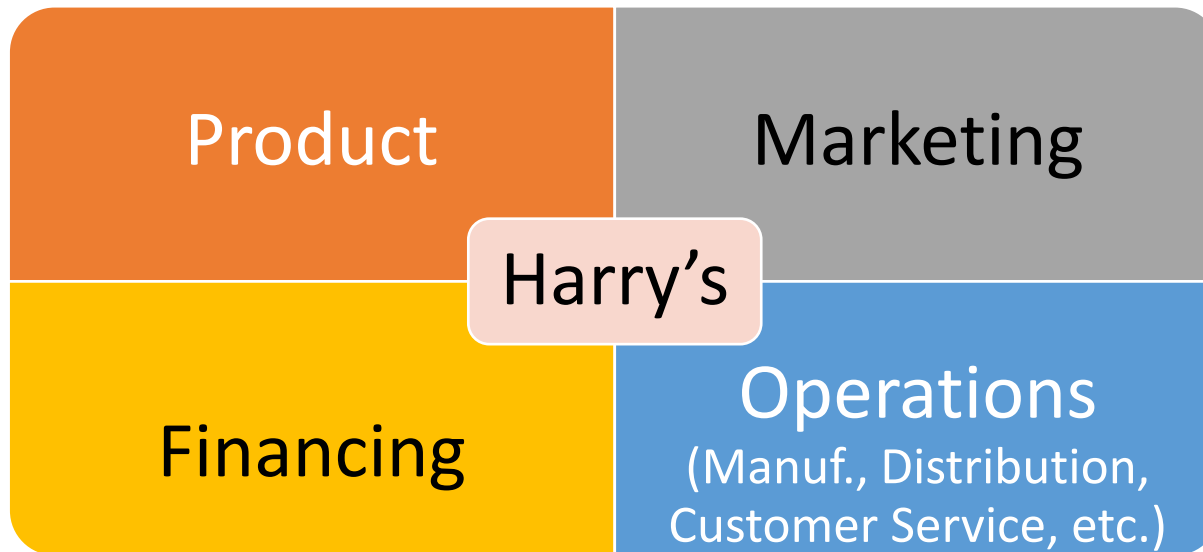 Product
Marketing
Harry’s
Financing
Operations
(Manuf., Distribution,
Customer Service, etc.)